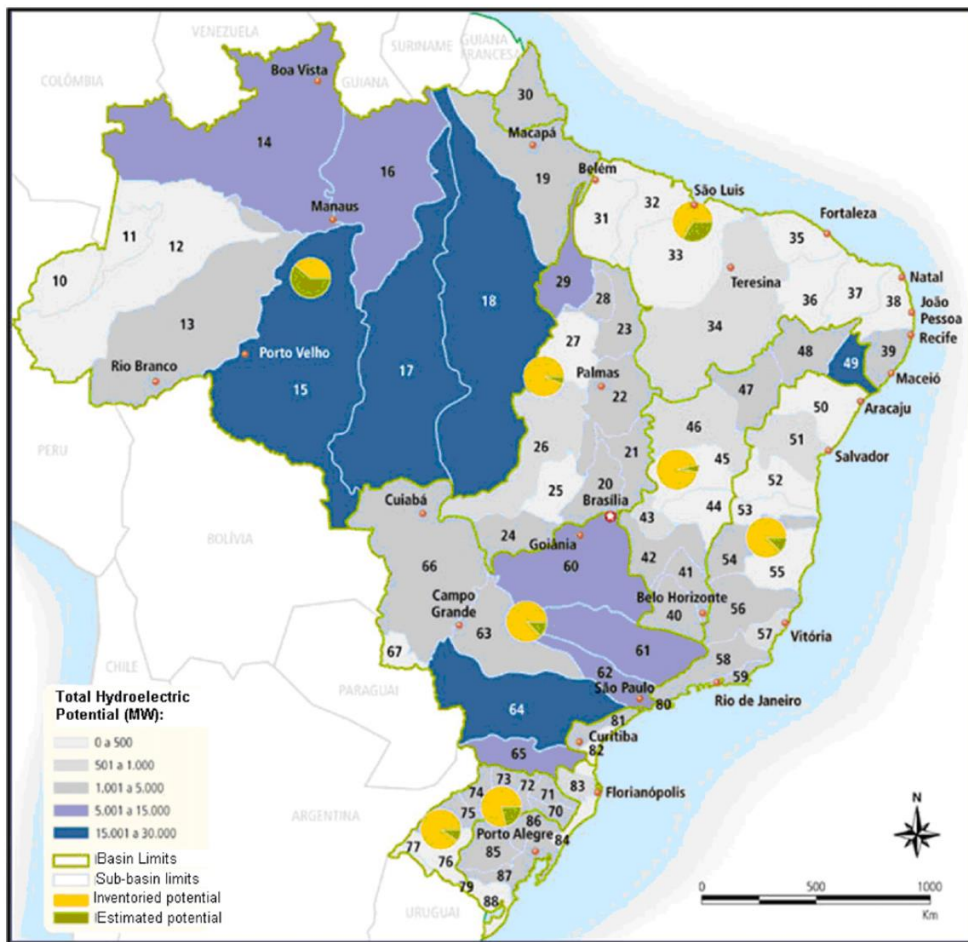 VENEZUELA
SURINAME
GUIANA
FRANCESA
COLÔMBIA
GUIANA
Boa Vista
30
Macapá
14
16
19
Belém
São Luis
Manaus
31
32
Fortaleza
11
12
33
35
10
29
Teresina
Natal
18
28
36
37
38
João
Pessoa
13
23
34
Recife
27
48
49
39
Porto Velho
17
Maceió
Rio Branco
Palmas
47
15
22
50
Aracaju
PERU
46
26
21
45
51
Salvador
25
20
52
Cuiabá
Brasília
44
53
43
24
Goiânia
BOLÍVIA
42
54
55
66
60
41
Belo Horizonte
56
Campo
Grande
40
63
57
Vitória
61
67
58
CHILE
62
59
São Paulo
80
Rio de Janeiro
PARAGUAI
64
81
Curitiba
82
65
73
72
83
Florianópolis
74
71
75
70
ARGENTINA
86
Porto Alegre
84
77
85
76
87
79
88
URUGUAI
Total Hydroelectric
Potential (MW):
0 a 500
501 a 1.000
1.001 a 5.000
5.001 a 15.000
15.001 a 30.000
Basin Limits
Sub-basin limits
Inventoried potential
Estimated potential
N
0 500 1000
Km